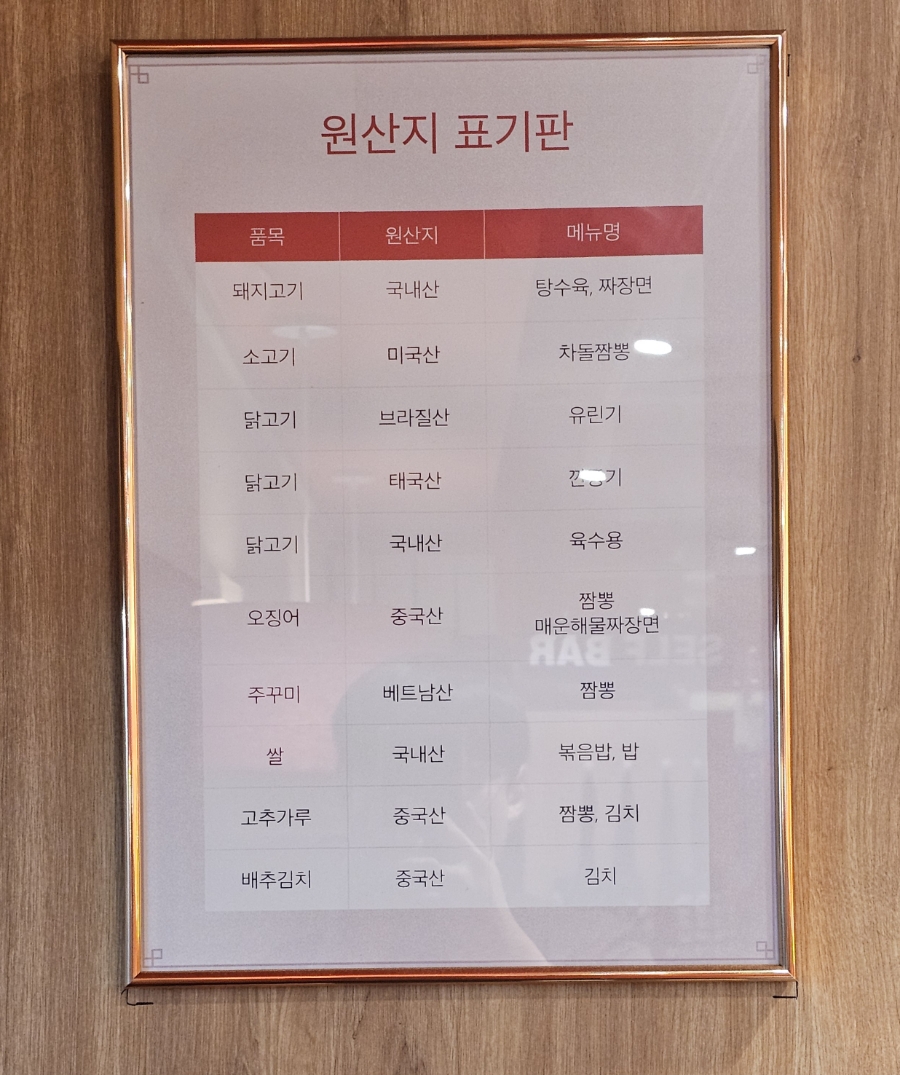 원산지 표기판
품목 원산지 메뉴명
돼지고기 국내산 탕수육, 짜장면
소고기 미국산 차돌짬뽕
닭고기 브라질산 유린기
닭고기 태국산
닭고기 국내산 육수용
오징어 중국산 짬뽕
매운해물짜장면
주꾸미 베트남산 짬뽕
쌀 국내산 볶음밥, 밥
고추가루 중국산 짬뽕, 김치
배추김치 중국산 김치
SELF BAR